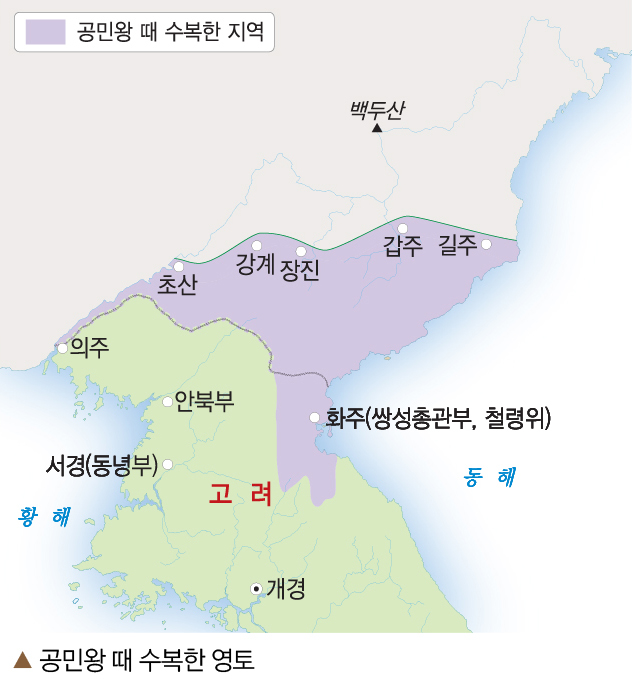 공민왕 때 수복한 지역
백두산
갑주
길주
강계
장진
초산
의주
안북부
화주(쌍성총관부, 철령위)
서경(동녕부)
동 해
고 려
황 해
개경
▲ 공민왕 때 수복한 영토